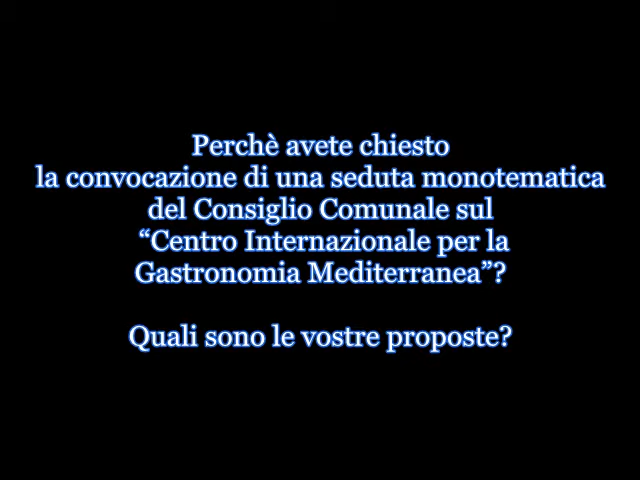 Perchè avete chiesto
la convocazione di una seduta monotematica
del Consiglio Comunale sul
“Centro Internazionale per la
Gastronomia Mediterranea”?
Quali sono le vostre proposte?